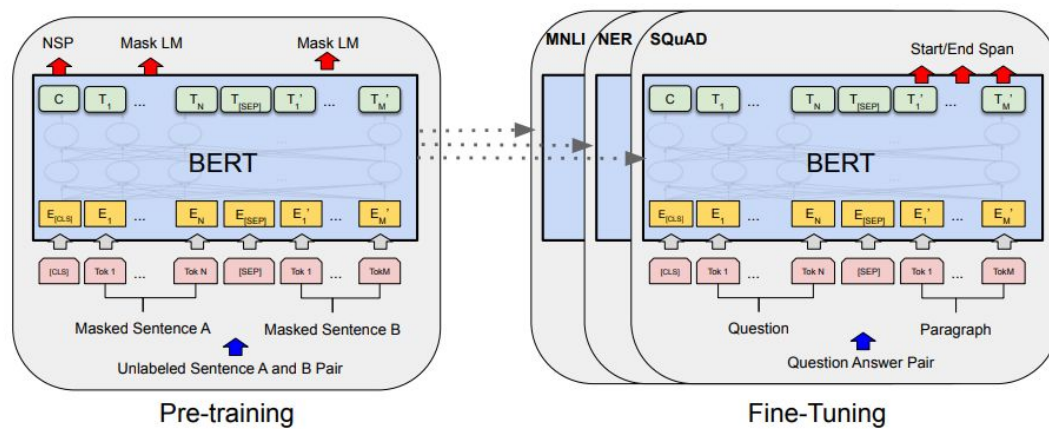 NSP Mask LM Mask LM
C T1 ... TN T[SEP] T1' ... TM'
BERT
E[CLS] E1 ... EN E[SEP] E1' ... EM'
[CLS] Tok 1 ... Tok N [SEP] Tok 1 ... TokM
Masked Sentence A Masked Sentence B
Unlabeled Sentence A and B Pair
Pre-training
MNLI NER SQuAD
Start/End Span
C T1 ... TN T[SEP] T1' ... TM'
BERT
E[CLS] E1 ... EN E[SEP] E1' ... EM'
[CLS] Tok 1 ... Tok N [SEP] Tok 1 ... TokM
Question Paragraph
Question Answer Pair
Fine-Tuning